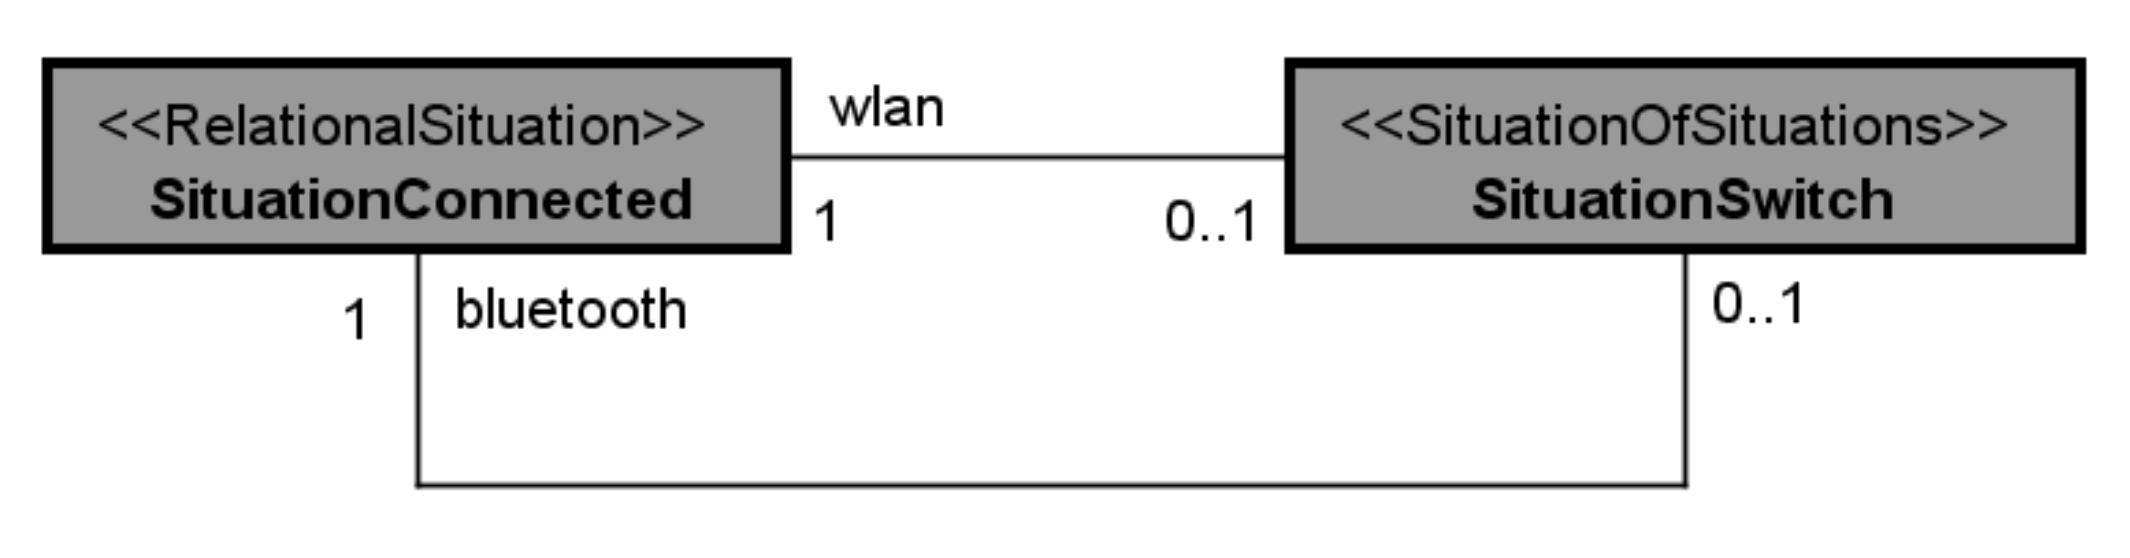 <<RelationalSituation>>
SituationConnected
wlan
1
0..1
<<SituationOfSituations>>
SituationSwitch
1
bluetooth
0..1